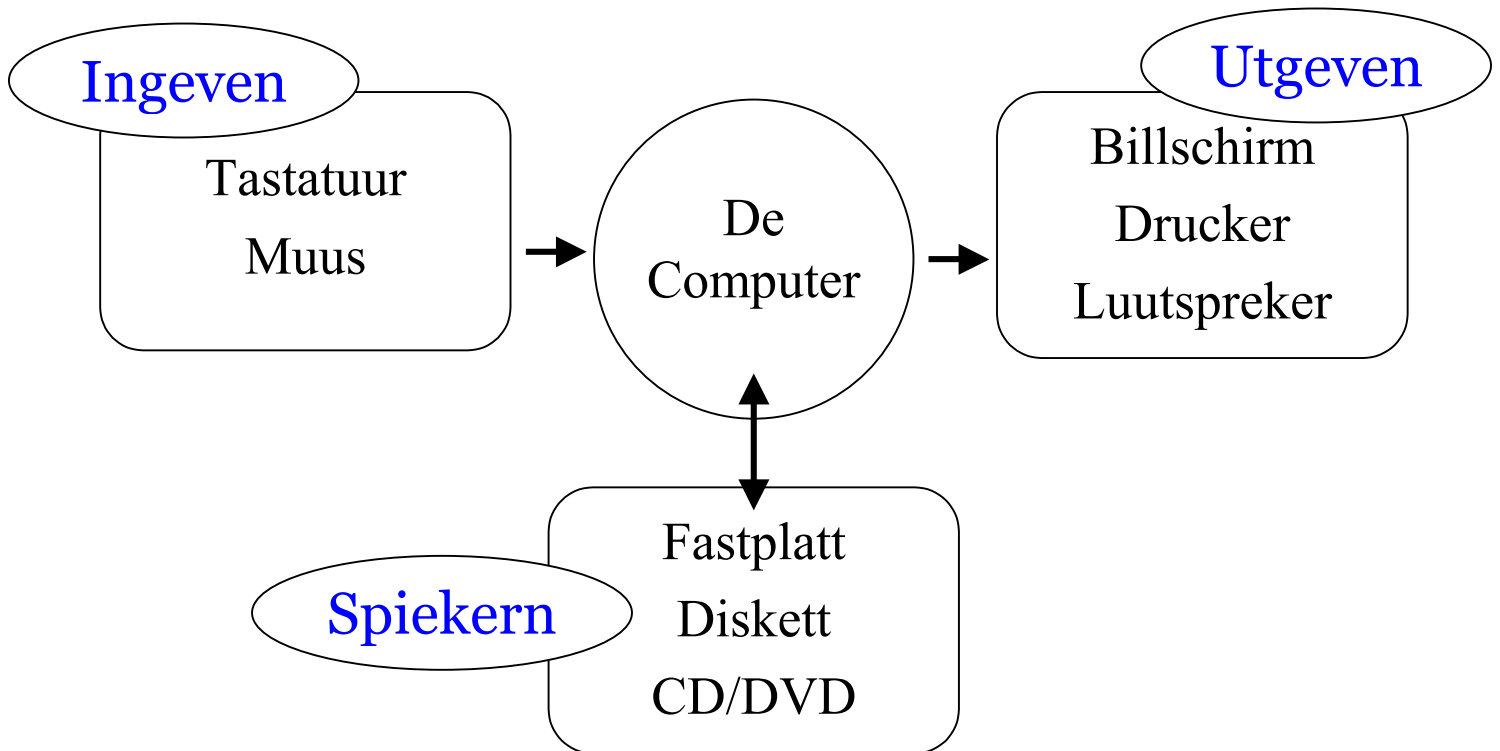 Ingeven
Tastatuur
Muus
De
Computer
Utgeven
Billschirm
Drucker
Luutspreker
Spiekern
Fastplatt
Diskett
CD/DVD